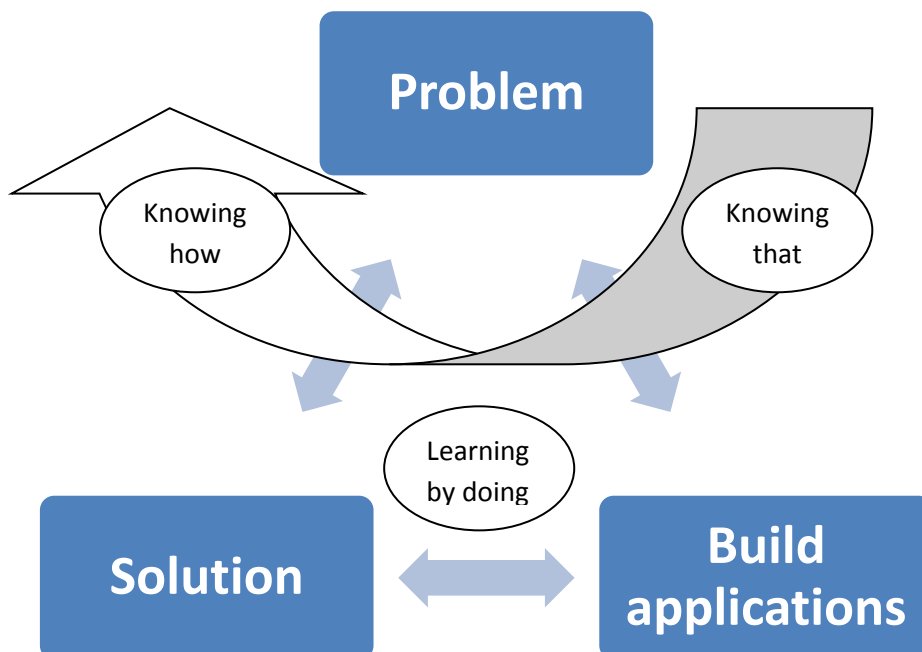 Problem
Knowing
how
Knowing
that
Learning
by doing
Solution
Build
applications